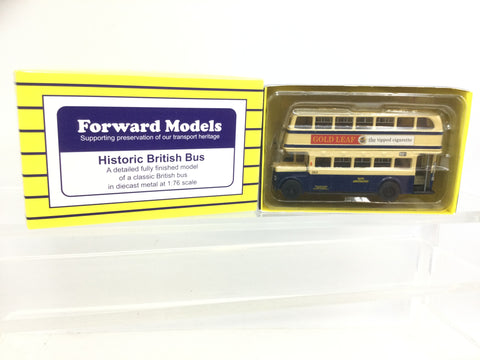 Forward Models
Supporting preservation of our transport heritage
Historic British Bus
A detailed fully finished model
of a classic British bus
in diecast metal at 1:76 scale
GOLD LEAF the tipped cigarette